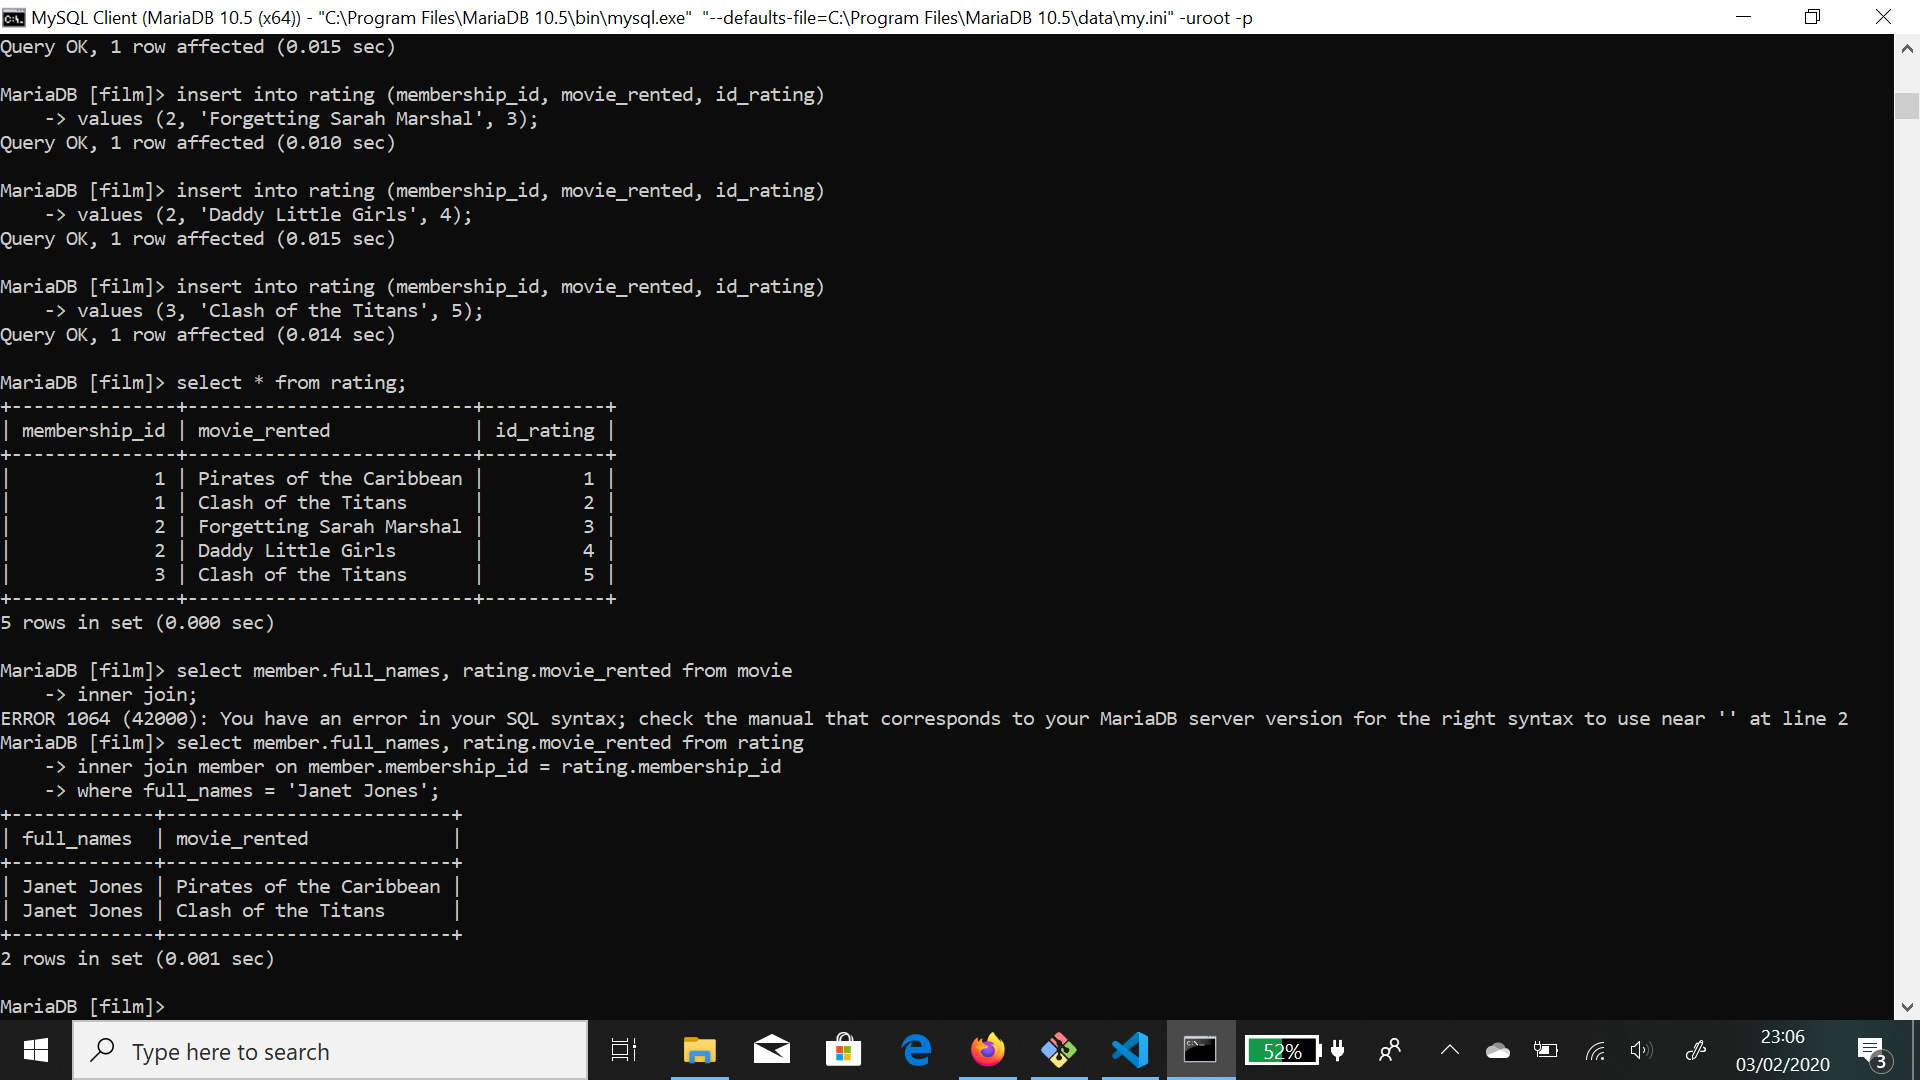 MySQL Client (MariaDB 10.5 (x64)) - "C:\Program Files\MariaDB 10.5\bin\mysql.exe"  "--defaults-file=C:\Program Files\MariaDB 10.5\data\my.ini" -uroot -p
Query OK, 1 row affected (0.015 sec)
MariaDB [film]> insert into rating (membership_id, movie_rented, id_rating)
    -> values (2, 'Forgetting Sarah Marshal', 3);
Query OK, 1 row affected (0.010 sec)
MariaDB [film]> insert into rating (membership_id, movie_rented, id_rating)
    -> values (2, 'Daddy Little Girls', 4);
Query OK, 1 row affected (0.015 sec)
MariaDB [film]> insert into rating (membership_id, movie_rented, id_rating)
    -> values (3, 'Clash of the Titans', 5);
Query OK, 1 row affected (0.014 sec)
MariaDB [film]> select * from rating;
+---------------+--------------------------+-----------+
| membership_id | movie_rented             | id_rating |
+---------------+--------------------------+-----------+
|             1 | Pirates of the Caribbean |         1 |
|             1 | Clash of the Titans      |         2 |
|             2 | Forgetting Sarah Marshal |         3 |
|             2 | Daddy Little Girls       |         4 |
|             3 | Clash of the Titans      |         5 |
+---------------+--------------------------+-----------+
5 rows in set (0.000 sec)
MariaDB [film]> select member.full_names, rating.movie_rented from movie
    -> inner join;
ERROR 1064 (42000): You have an error in your SQL syntax; check the manual that corresponds to your MariaDB server version for the right syntax to use near '' at line 2
MariaDB [film]> select member.full_names, rating.movie_rented from rating
    -> inner join member on member.membership_id = rating.membership_id
    -> where full_names = 'Janet Jones';
+-------------+--------------------------+
| full_names  | movie_rented             |
+-------------+--------------------------+
| Janet Jones | Pirates of the Caribbean |
| Janet Jones | Clash of the Titans      |
+-------------+--------------------------+
2 rows in set (0.001 sec)
MariaDB [film]>
Type here to search
52%
23:06
03/02/2020
3